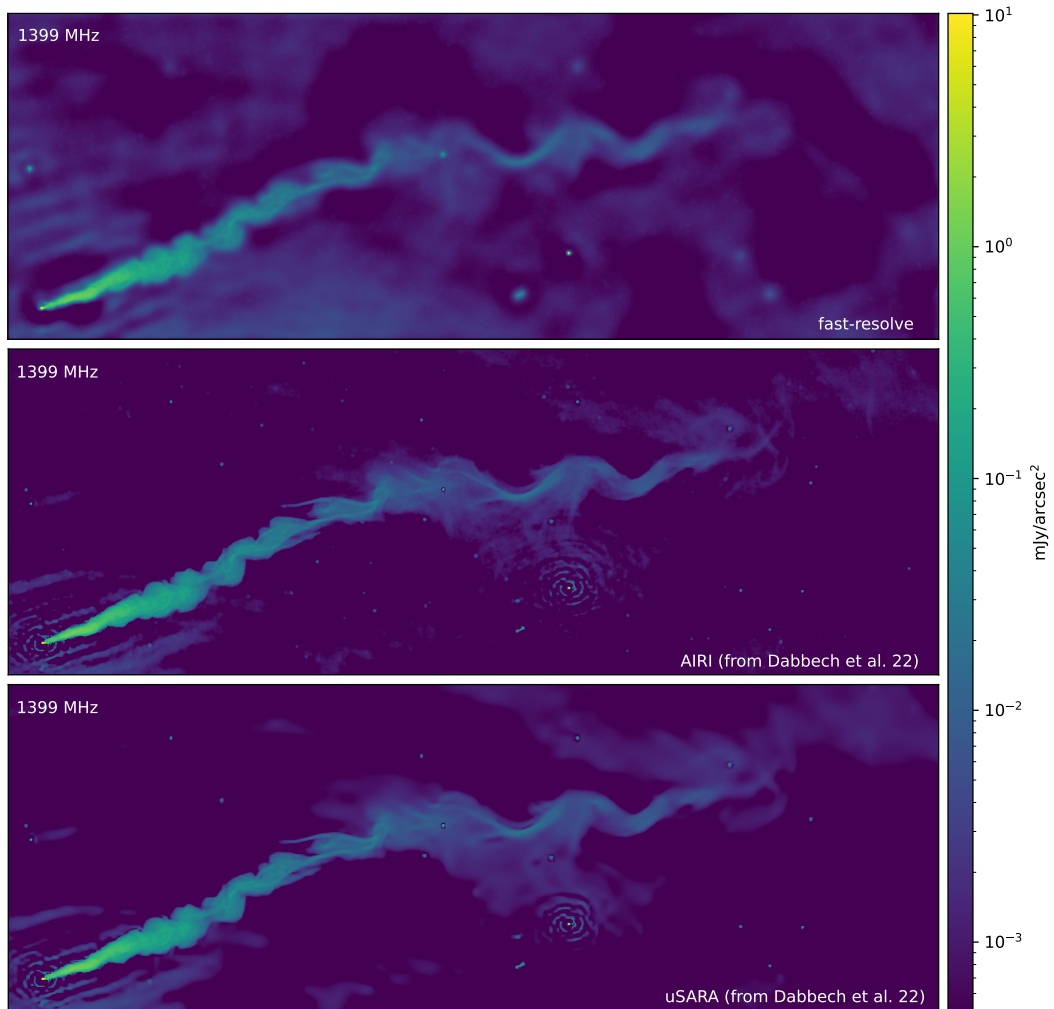 1399 MHz
fast-resolve
1399 MHz
AIRI (from Dabbech et al. 22)
1399 MHz
uSARA (from Dabbech et al. 22)
10¹
10⁰
10⁻¹
10⁻²
10⁻³
mJy/arcsec²